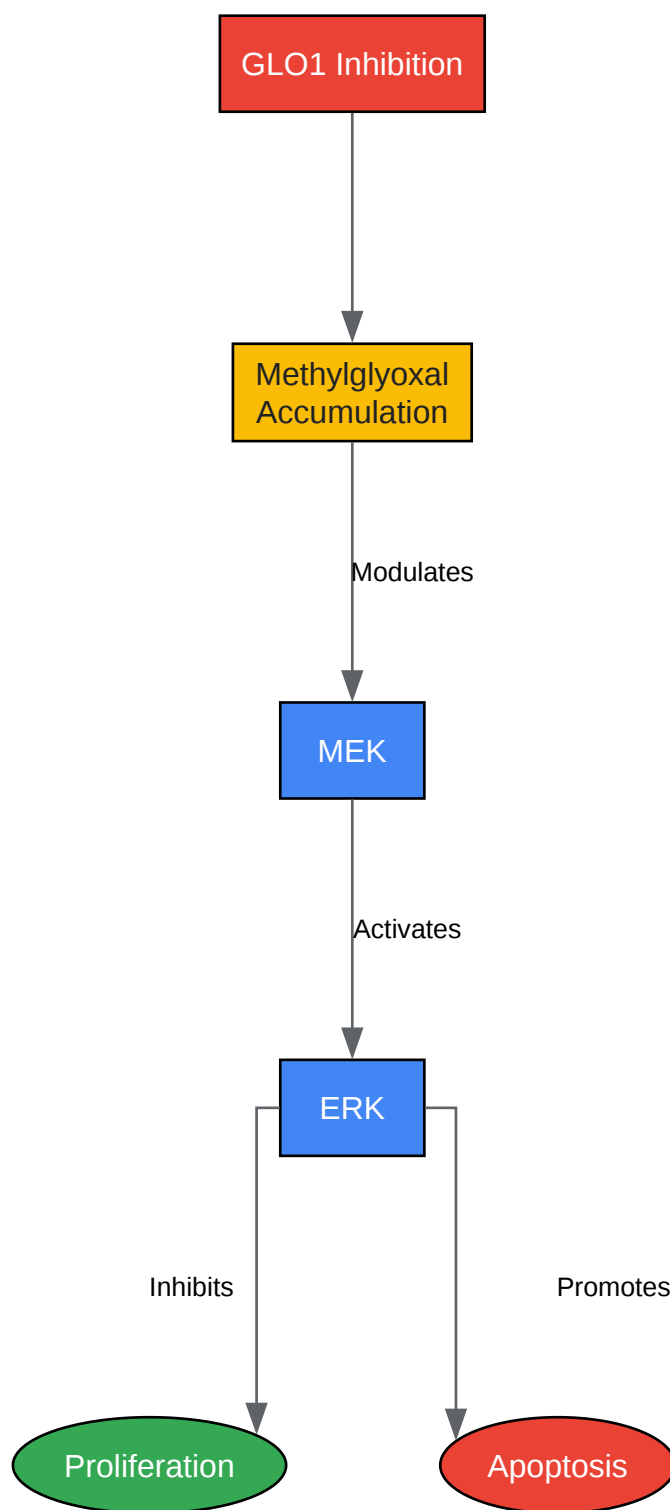 GLO1 Inhibition
Methylglyoxal
Accumulation
Modulates
MEK
Activates
ERK
Inhibits
Promotes
Proliferation
Apoptosis